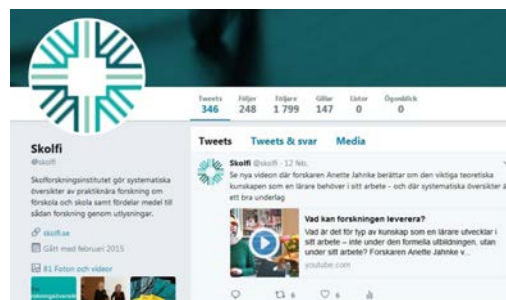 Tweets Följer Följare Gillar Listor Ögonblick
346 248 1 799 147 0 0
Skolfi
@skolfi
Skolforskningsinstitutet gör systematiska
översikter av praktiknära forskning om
förskola och skola samt fördelar medel till
sådan forskning genom utlysningar.
skolfi.se
Gått med februari 2015
81 Foton och videor
Tweets Tweets & svar Media
Skolfi @skolfi · 12 feb.
Se nya videon där forskaren Anette Jahnke berättar om den viktiga teoretiska
kunskapen som en lärare behöver i sitt arbete - och där systematiska översikter ä
ett bra underlag
Vad kan forskningen leverera?
Vad är det för typ av kunskap som en lärare utvecklar i
sitt arbete – inte under den formella utbildningen, utan
under sitt arbete? Forskaren Anette Jahnke v...
youtube.com
6 6